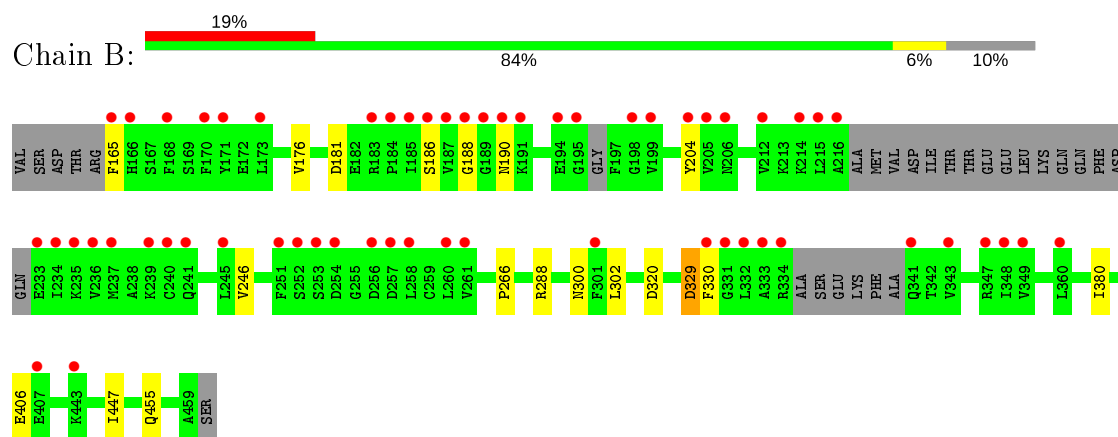 19%
Chain B:
84% 6% 10%
VAL SER ASP THR ARG F165 H166 S167 F168 S169 F170 Y171 E172 L173 V176 D181 E182 R183 P184 I185 S186 V187 G188 G189 N190 K191 E194 G195 GLY F197 G198 V199 Y204 V205 N206 V212 K213 K214 L215 A216 ALA MET VAL ASP ILE THR THR GLU GLU LEU LYS GLN GLN PHE ASP
GLN E233 I234 K235 V236 M237 A238 K239 C240 Q241 L245 V246 F251 S252 S253 D254 G255 D256 D257 L258 C259 L260 V261 P266 R288 N300 F301 L302 D320 D329 F330 G331 L332 A333 R334 ALA SER GLU LYS PHE ALA Q341 T342 V343 R347 I348 V349 L360 I380
E406 E407 K443 I447 Q455 A459 SER